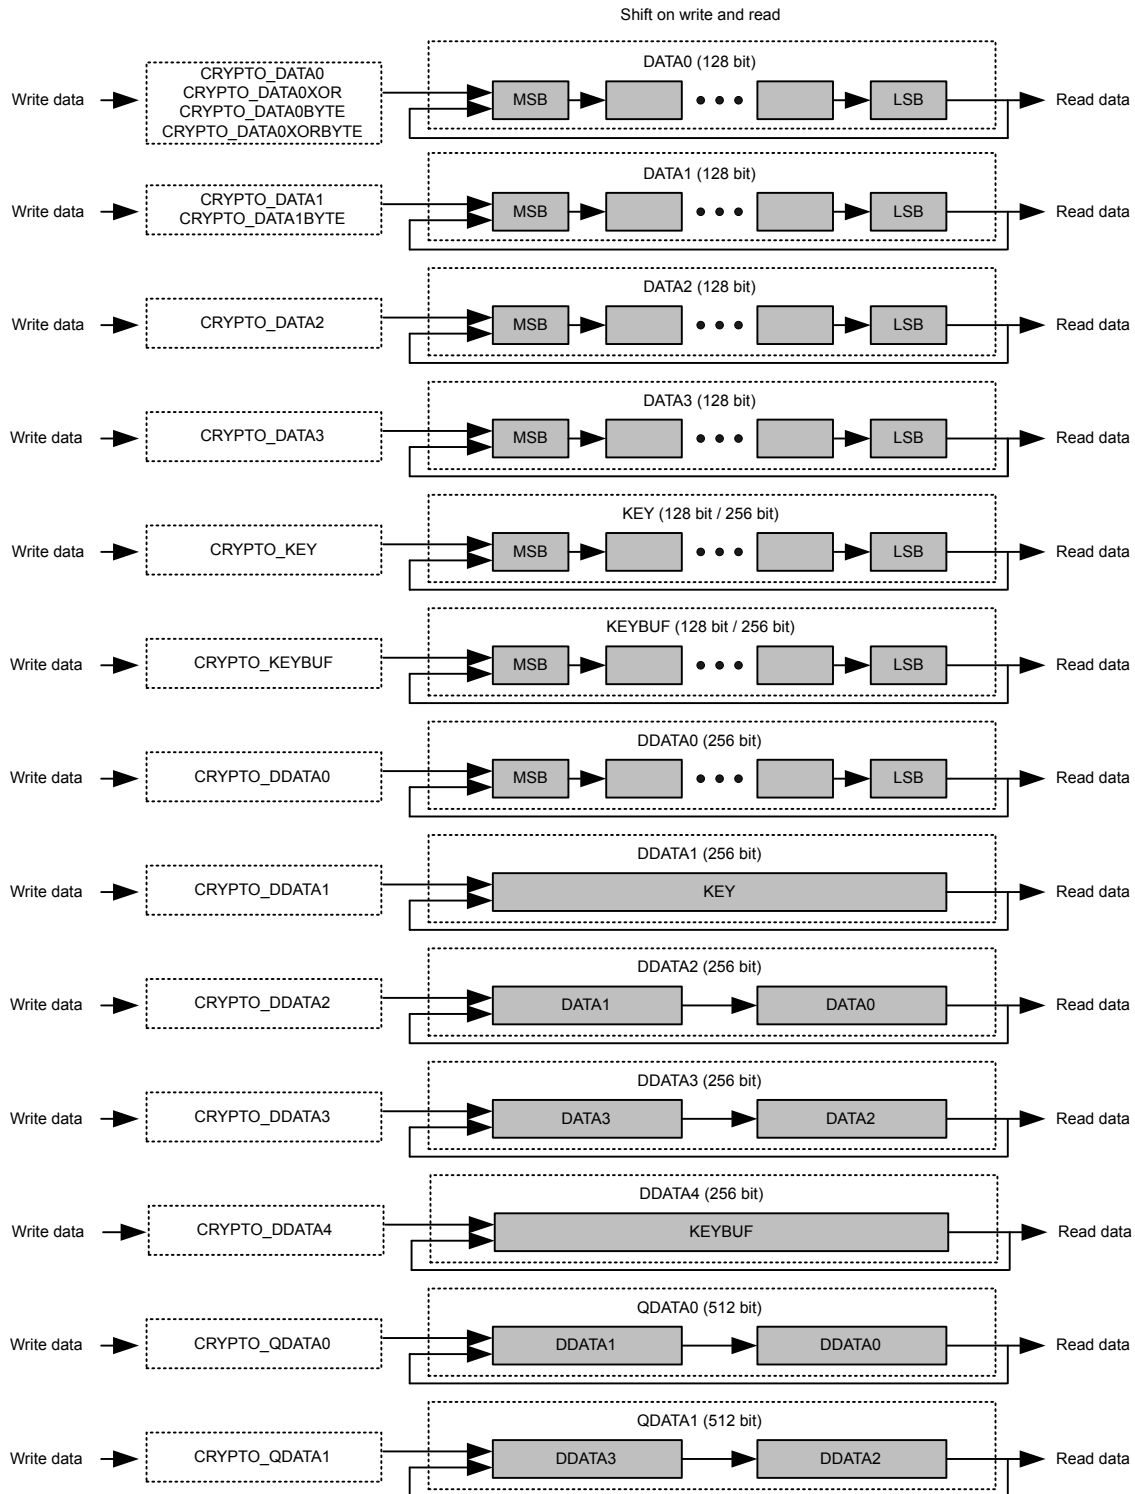 Shift on write and read
DATA0 (128 bit)
Write data
CRYPTO_DATA0
CRYPTO_DATA0XOR
CRYPTO_DATA0BYTE
CRYPTO_DATA0XORBYTE
MSB
LSB
Read data
DATA1 (128 bit)
Write data
CRYPTO_DATA1
CRYPTO_DATA1BYTE
MSB
LSB
Read data
DATA2 (128 bit)
Write data
CRYPTO_DATA2
MSB
LSB
Read data
DATA3 (128 bit)
Write data
CRYPTO_DATA3
MSB
LSB
Read data
KEY (128 bit / 256 bit)
Write data
CRYPTO_KEY
MSB
LSB
Read data
KEYBUF (128 bit / 256 bit)
Write data
CRYPTO_KEYBUF
MSB
LSB
Read data
DDATA0 (256 bit)
Write data
CRYPTO_DDATA0
MSB
LSB
Read data
DDATA1 (256 bit)
Write data
CRYPTO_DDATA1
KEY
Read data
DDATA2 (256 bit)
Write data
CRYPTO_DDATA2
DATA1
DATA0
Read data
DDATA3 (256 bit)
Write data
CRYPTO_DDATA3
DATA3
DATA2
Read data
DDATA4 (256 bit)
Write data
CRYPTO_DDATA4
KEYBUF
Read data
QDATA0 (512 bit)
Write data
CRYPTO_QDATA0
DDATA1
DDATA0
Read data
QDATA1 (512 bit)
Write data
CRYPTO_QDATA1
DDATA3
DDATA2
Read data